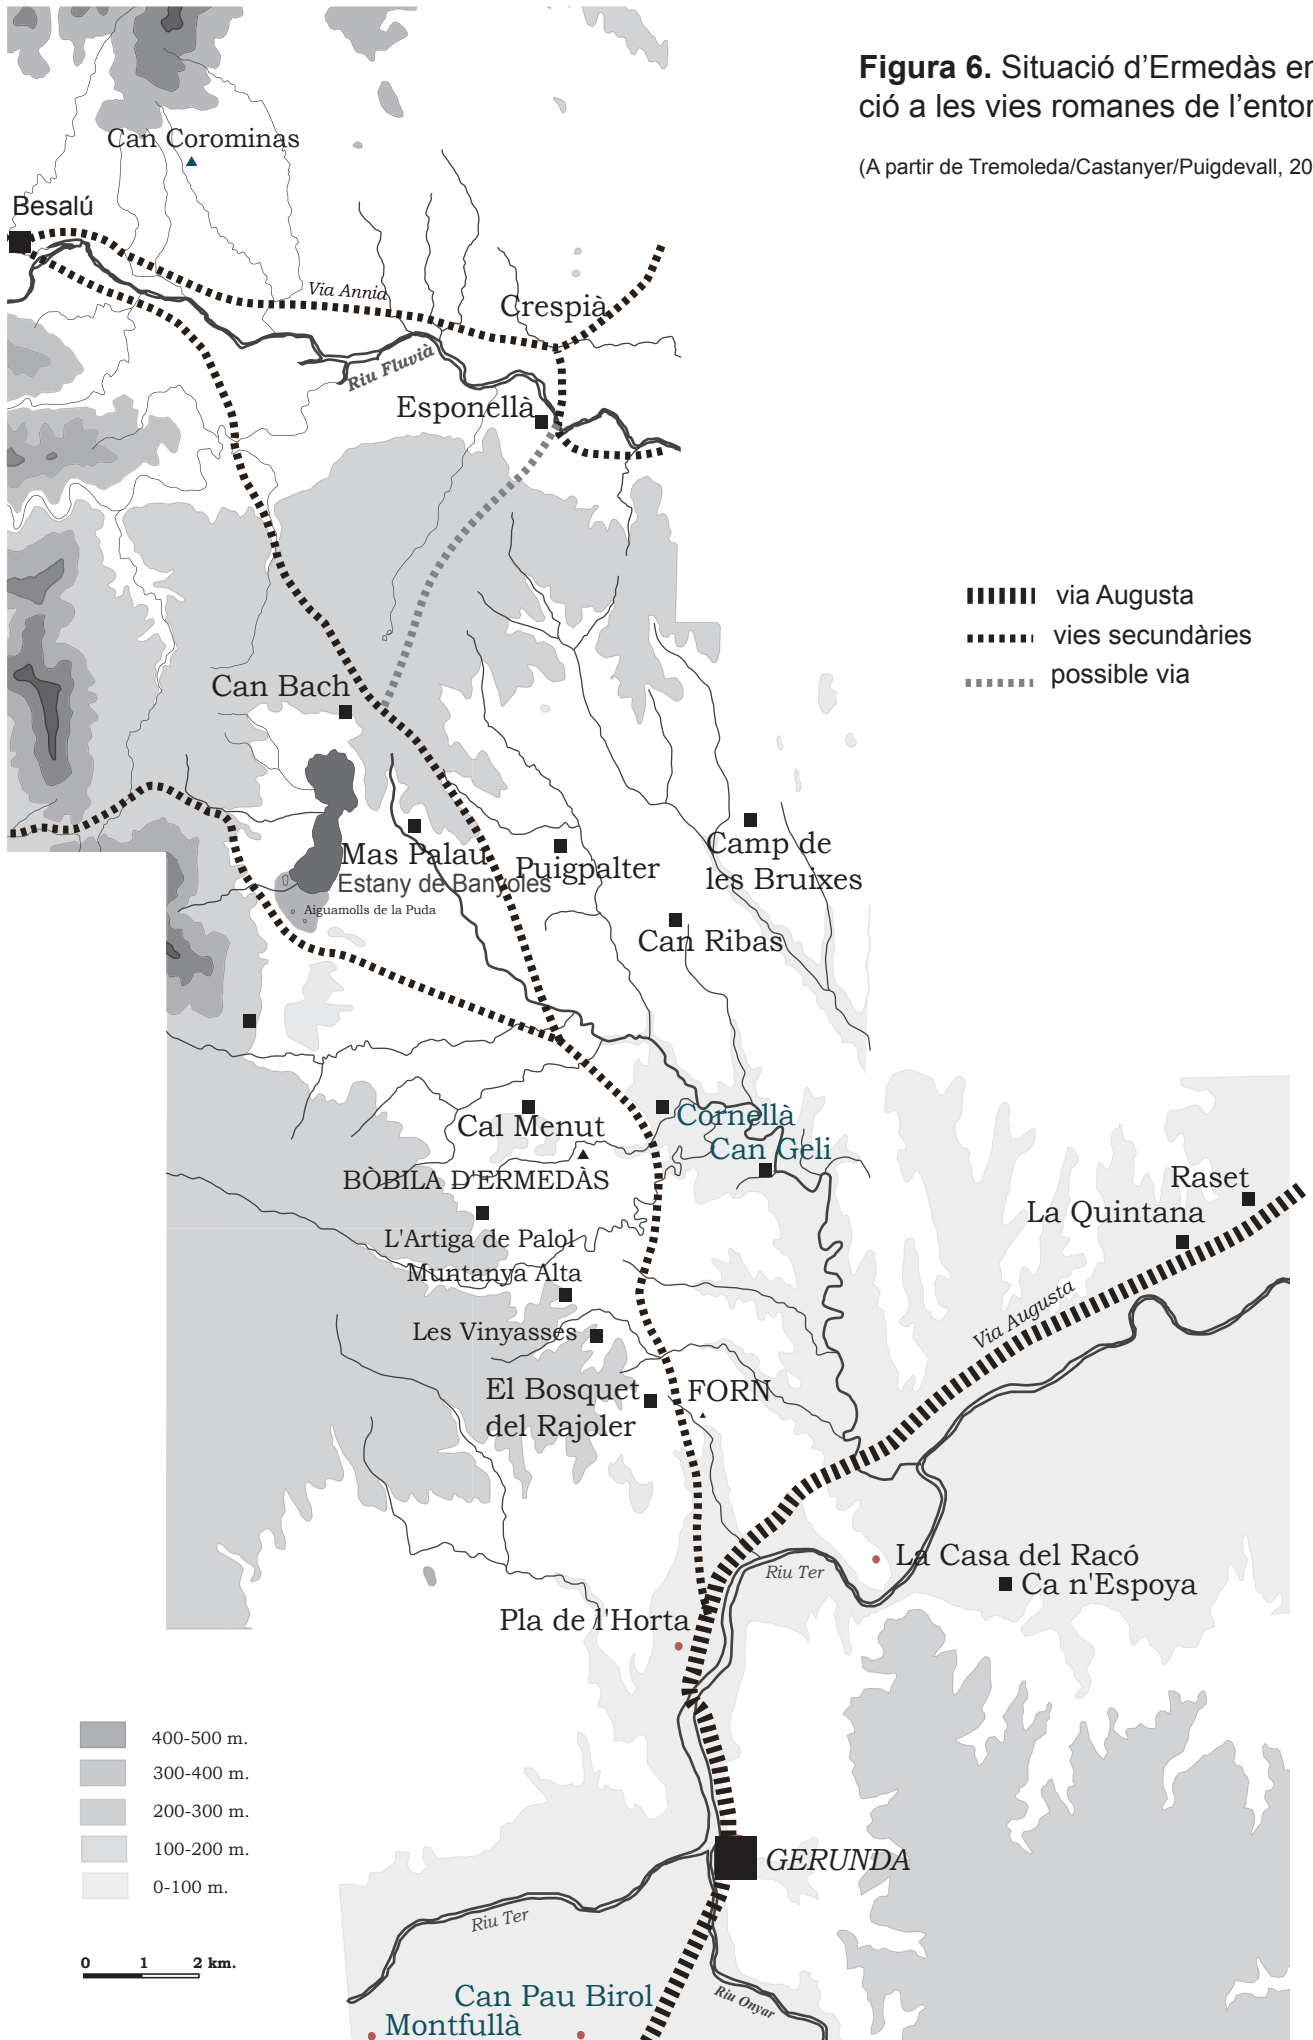 Figura 6. Situació d'Ermedàs en
ció a les vies romanes de l'entor
(A partir de Tremoleda/Castanyer/Puigdevall, 20
Can Corominas
Besalú
Via Annia
Crespià
Riu Fluvià
Esponellà
via Augusta
vies secundàries
possible via
Can Bach
Mas Palau
Estany de Banyoles
Aiguamolls de la Puda
Puigpalter
Camp de
les Bruixes
Can Ribas
Cal Menut
Cornellà
Can Geli
BÒBILA D'ERMEDÀS
L'Artiga de Palol
Muntanya Alta
Les Vinyasses
El Bosquet
del Rajoler
FORN
Raset
La Quintana
Via Augusta
Riu Ter
La Casa del Racó
Ca n'Espoya
Pla de l'Horta
400-500 m.
300-400 m.
200-300 m.
100-200 m.
0-100 m.
0 1 2 km.
GERUNDA
Riu Ter
Can Pau Birol
Montfullà
Riu Onyar